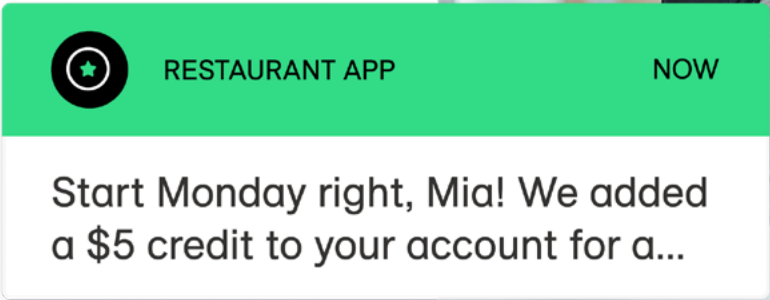 RESTAURANT APP NOW
Start Monday right, Mia! We added
a $5 credit to your account for a...